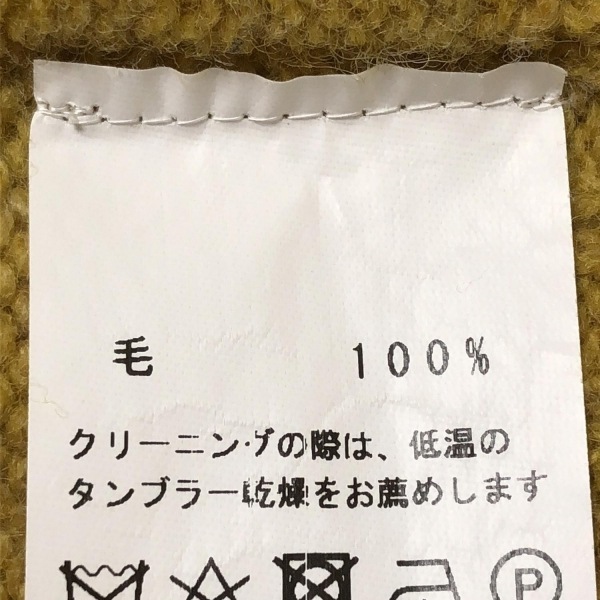 毛 100%
クリーニングの際は、低温の
タンブラー乾燥をお薦めします
P